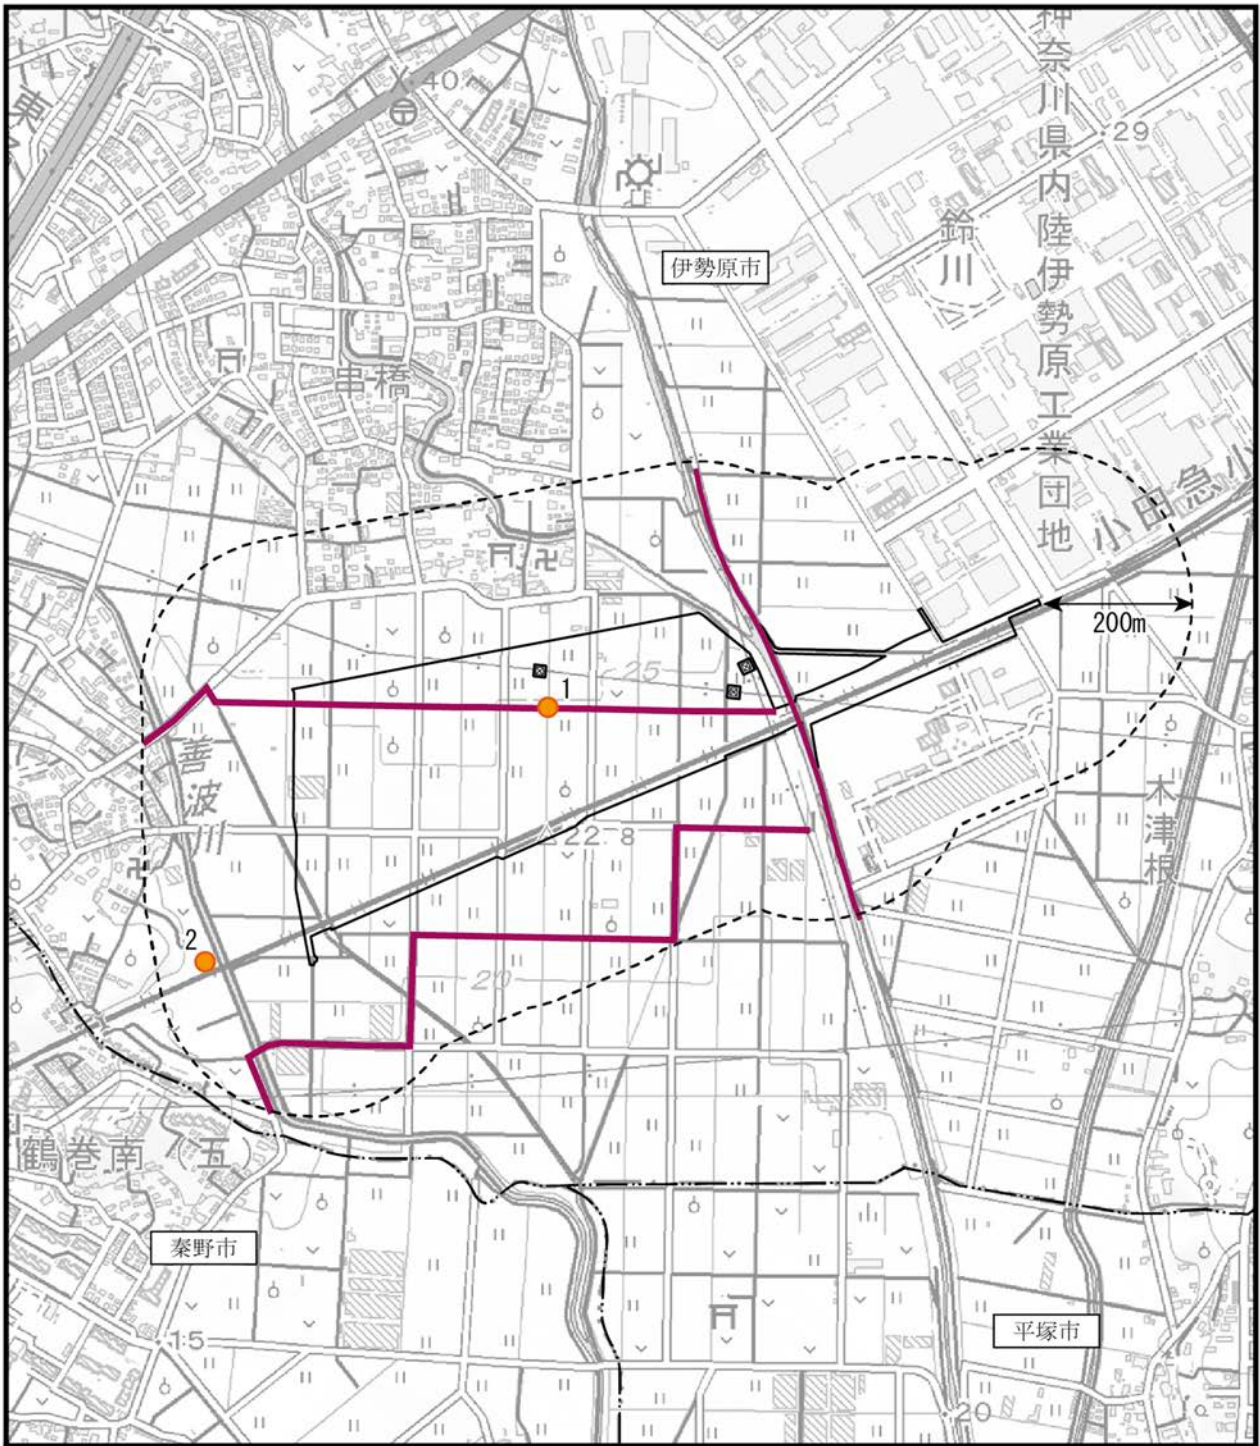 神奈川県内陸伊勢原工業団地
東
40
29
鈴川
伊勢原市
串橋
小田急小
200m
25
1
善波川
22.8
木津根
2
20
鶴巻南
五
秦野市
平塚市
15
20